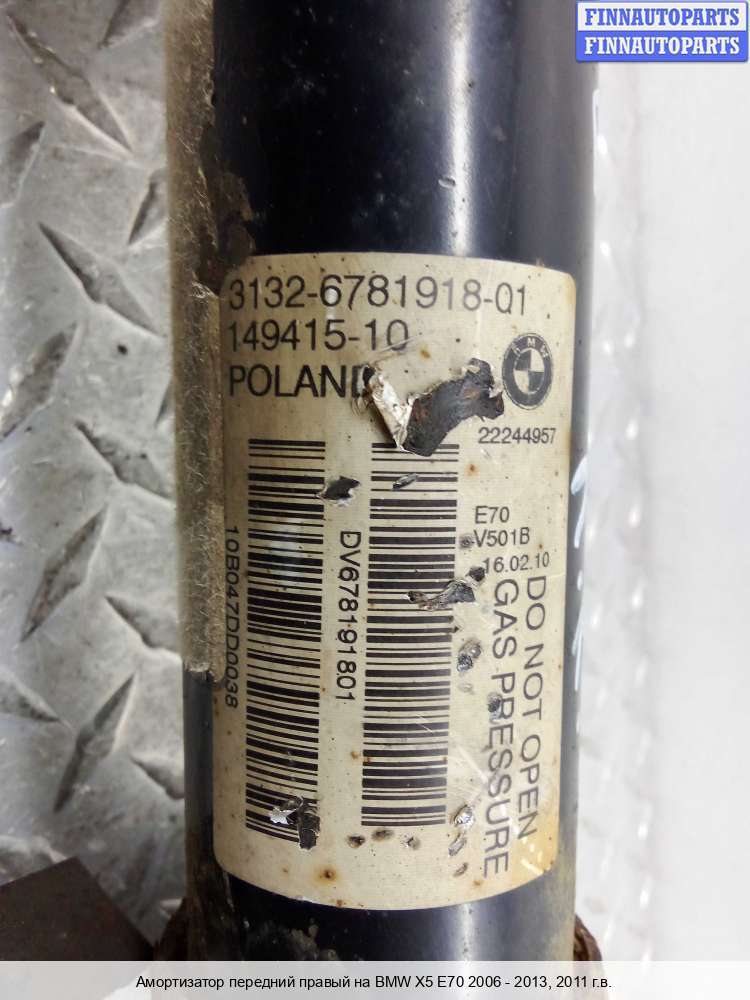 FINNAUTOPARTS
FINNAUTOPARTS
3132-6781918-01
149415-10
POLAND
BMW
22244957
E70
V501B
16.02.10
DO NOT OPEN
GAS PRESSURE
DV678191801
10B047DD0038
Амортизатор передний правый на BMW X5 E70 2006 - 2013, 2011 г.в.